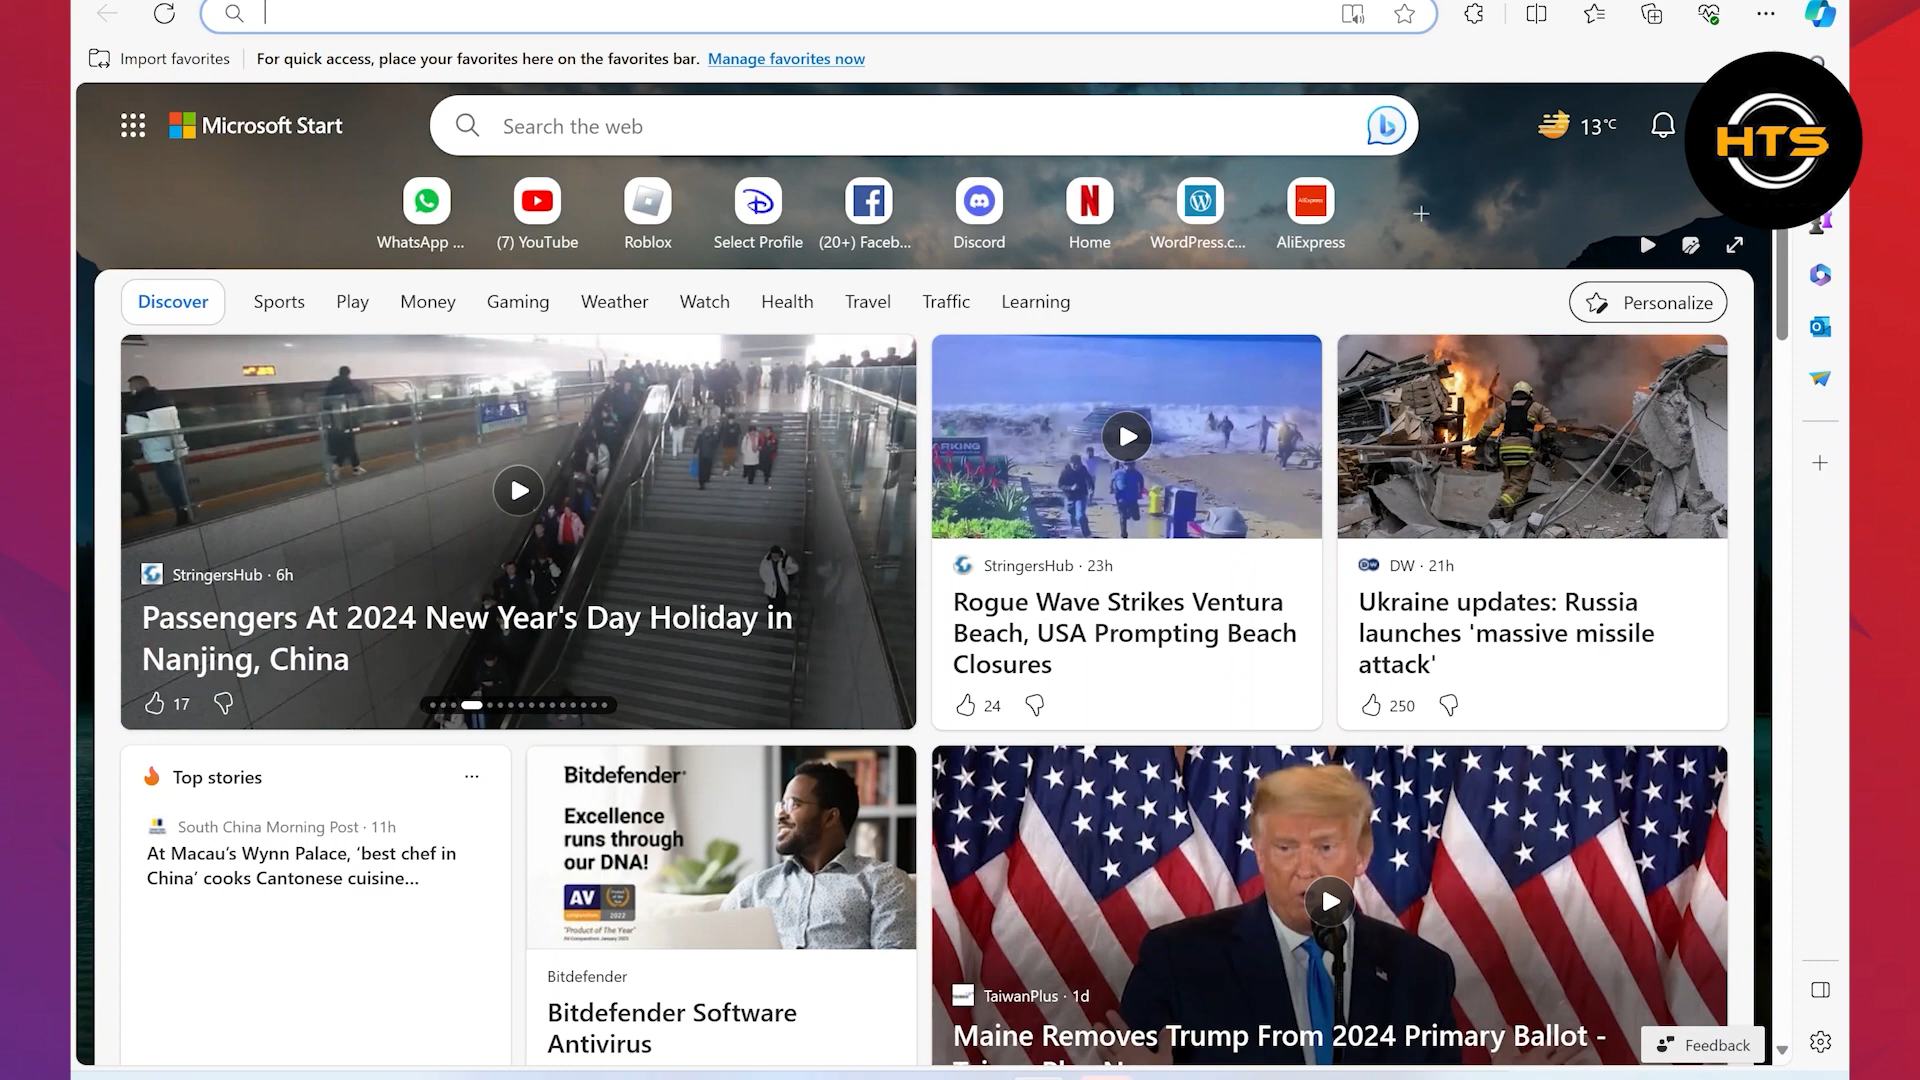 Import favorites
For quick access, place your favorites here on the favorites bar. Manage favorites now
Microsoft Start
Search the web
13°C
HTS
WhatsApp ...
(7) YouTube
Roblox
Select Profile
(20+) Faceb...
Discord
Home
WordPress.c...
AliExpress
AliExpress
Discover
Sports
Play
Money
Gaming
Weather
Watch
Health
Travel
Traffic
Learning
Personalize
StringersHub · 6h
Passengers At 2024 New Year's Day Holiday in
Nanjing, China
17
StringersHub · 23h
Rogue Wave Strikes Ventura
Beach, USA Prompting Beach
Closures
24
DW · 21h
Ukraine updates: Russia
launches 'massive missile
attack'
250
Top stories
South China Morning Post · 11h
At Macau’s Wynn Palace, ‘best chef in
China’ cooks Cantonese cuisine...
Bitdefender
Excellence
runs through
our DNA!
AV
2022
"Product of The Year"
Bitdefender
Bitdefender Software
Antivirus
TaiwanPlus · 1d
Maine Removes Trump From 2024 Primary Ballot -
Feedback